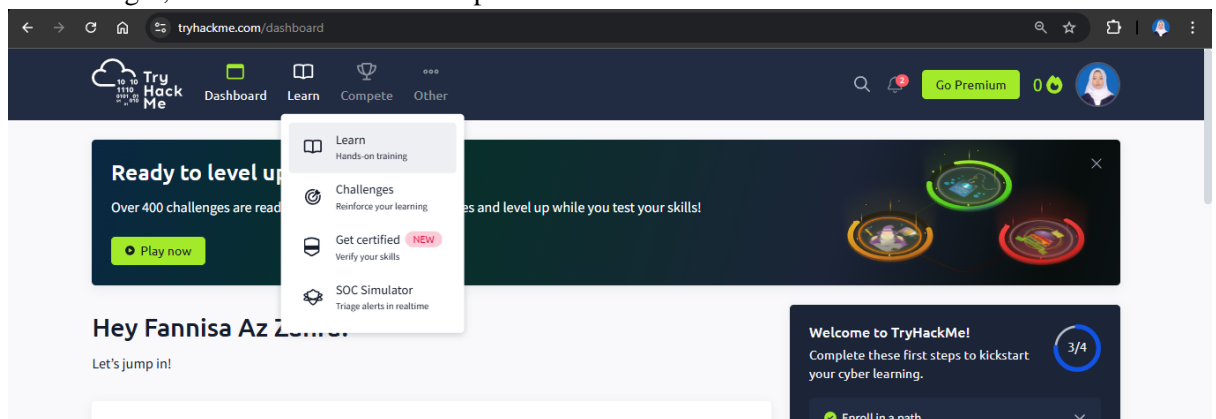 tryhackme.com/dashboard
Try
Hack
Me
Dashboard
Learn
Compete
Other
2
Go Premium
0
Learn
Hands-on training
Challenges
Reinforce your learning
Get certified NEW
Verify your skills
SOC Simulator
Triage alerts in realtime
Ready to level u
Over 400 challenges are read
es and level up while you test your skills!
Play now
Hey Fannisa Az
Let's jump in!
Welcome to TryHackMe!
3/4
Complete these first steps to kickstart
your cyber learning.
Enroll in a path